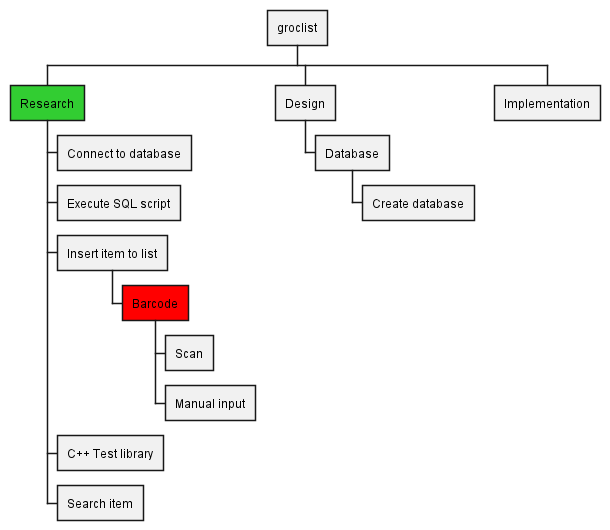 groclist
Research
Design
Implementation
Connect to database
Database
Execute SQL script
Create database
Insert item to list
Barcode
Scan
Manual input
C++ Test library
Search item